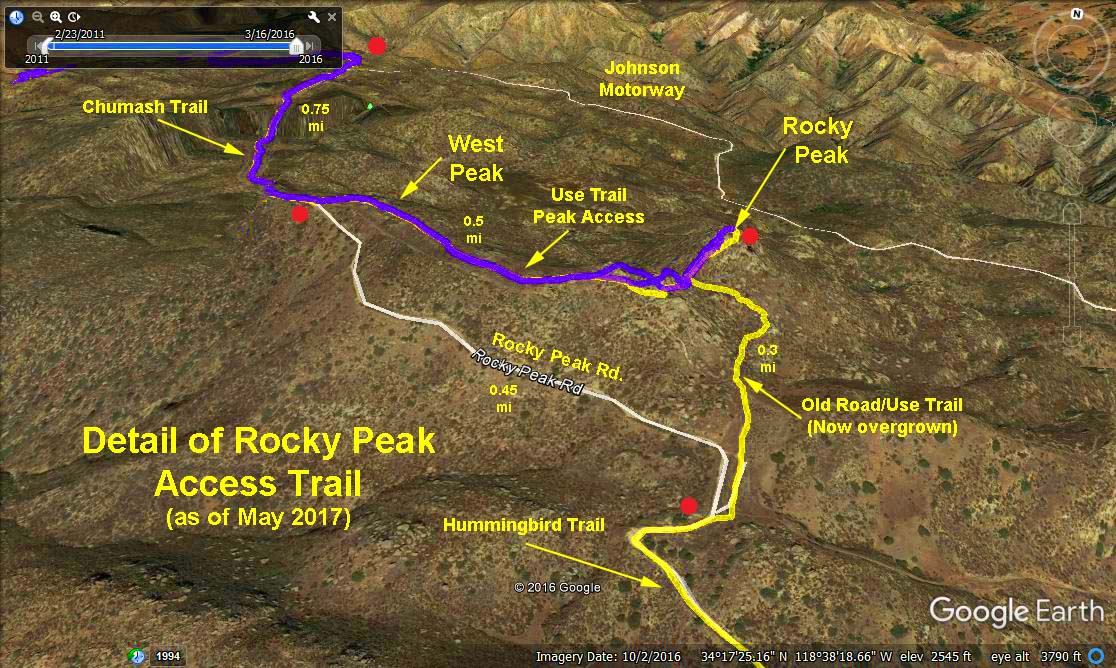 2/23/2011
3/16/2016
2011
2016
N
Johnson
Motorway
Chumash Trail
0.75
mi
Rocky
Peak
West
Peak
Use Trail
Peak Access
0.5
mi
Rocky Peak Rd.
Rocky Peak Rd
0.3
mi
0.45
mi
Old Road/Use Trail
(Now overgrown)
Detail of Rocky Peak
Access Trail
(as of May 2017)
Hummingbird Trail
© 2016 Google
Google Earth
1994
Imagery Date: 10/2/2016 34°17'25.16" N 118°38'18.66" W elev 2545 ft eye alt 3790 ft